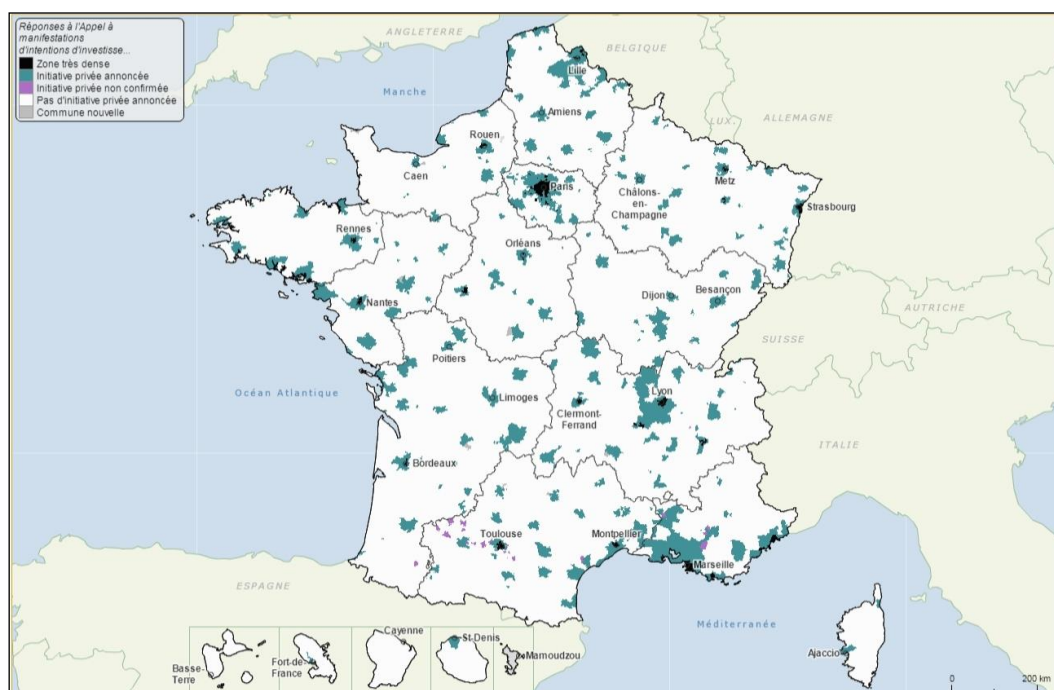 Réponses à l'Appel à
manifestations
d'intentions d'investisse...
Zone très dense
Initiative privée annoncée
Initiative privée non confirmée
Pas d'initiative privée annoncée
Commune nouvelle
ANGLETERRE
BELGIQUE
Lille
Manche
Amiens
LUX.
ALLEMAGNE
Rouen
Caen
Paris
Châlons-
en-
Champagne
Metz
Strasbourg
Rennes
Orléans
Nantes
Dijon
Besançon
AUTRICHE
SUISSE
Poitiers
Océan Atlantique
Limoges
Clermont-
Ferrand
Lyon
ITALIE
Bordeaux
Toulouse
Montpellier
Marseille
ESPAGNE
Méditerranée
Cayenne
St-Denis
Basse-
Terre
Fort-de-
France
Mamoudzou
Ajaccio
0 200 km